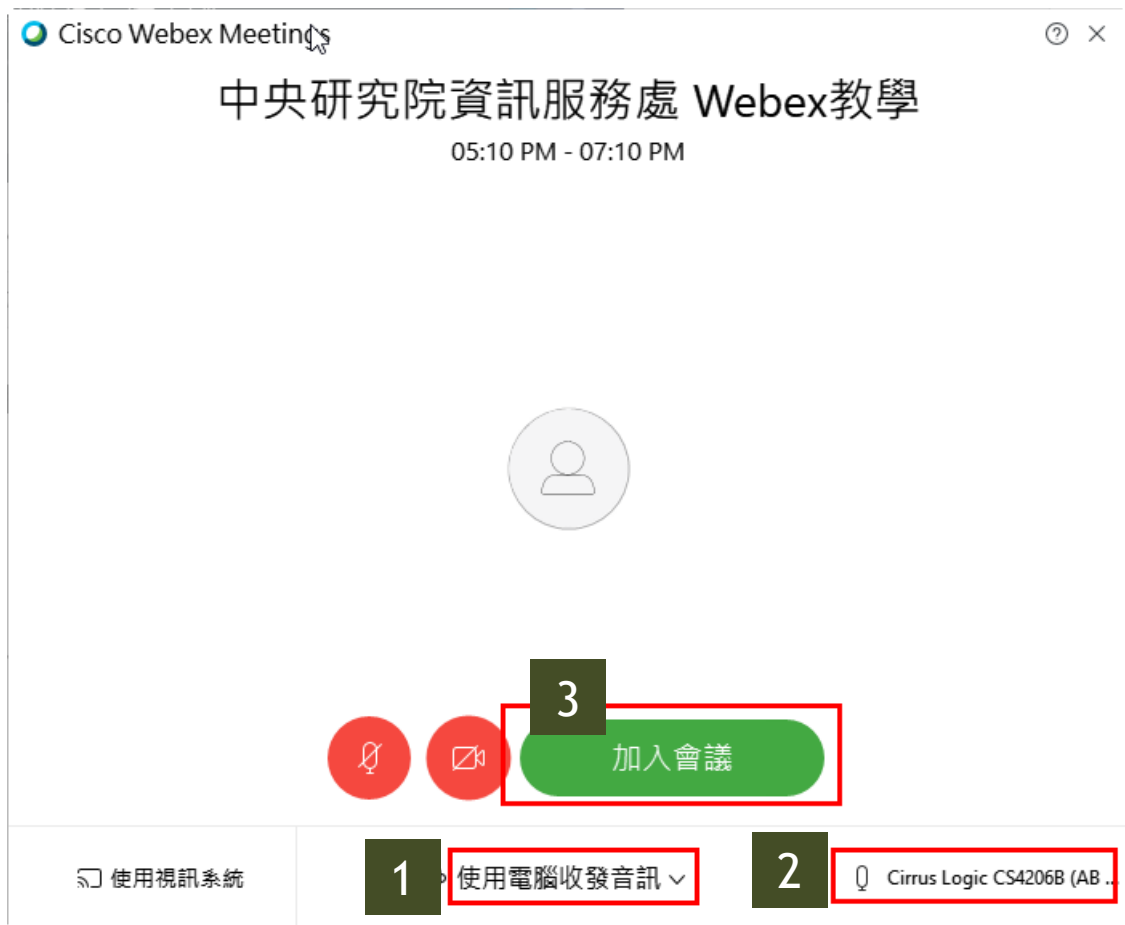 Cisco Webex Meetings
中央研究院資訊服務處 Webex教學
05:10 PM - 07:10 PM
3
加入會議
使用視訊系統
1
使用電腦收發音訊
2
Cirrus Logic CS4206B (AB ...